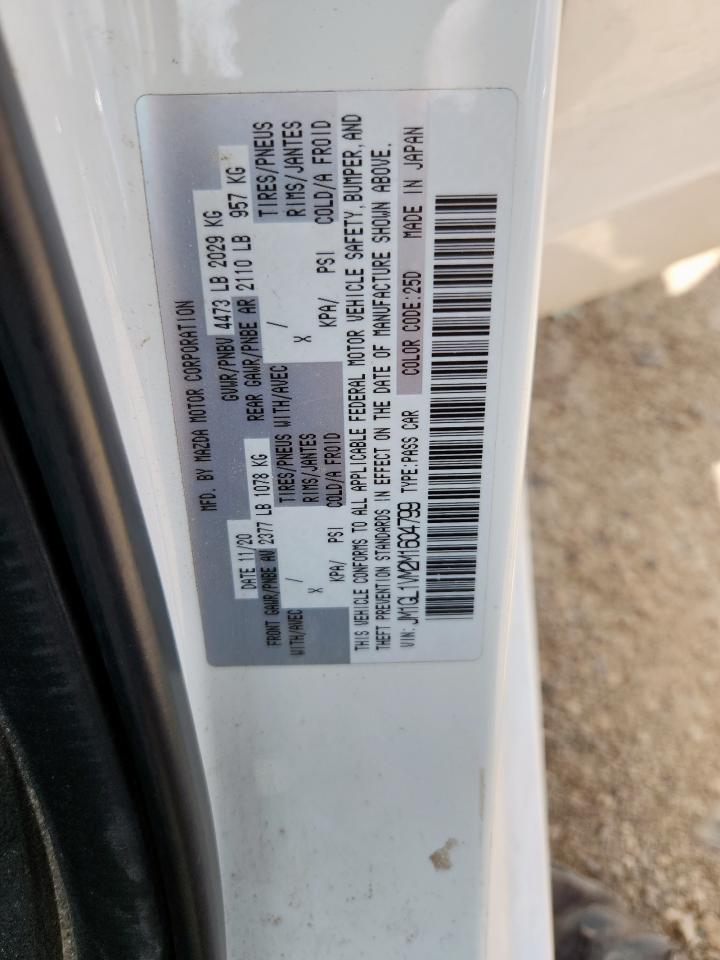 MFD. BY MAZDA MOTOR CORPORATION
DATE 11/20 GVWR/PNBV 4473 LB 2029 KG
FRONT GAWR/PNBE AV 2377 LB 1078 KG REAR GAWR/PNBE AR 2110 LB 957 KG
WITH/AVEC / TIRES/PNEUS WITH/AVEC / TIRES/PNEUS
X RIMS/JANTES X RIMS/JANTES
KPA/ PSI COLD/A FROID KPA/ PSI COLD/A FROID
THIS VEHICLE CONFORMS TO ALL APPLICABLE FEDERAL MOTOR VEHICLE SAFETY, BUMPER, AND
THEFT PREVENTION STANDARDS IN EFFECT ON THE DATE OF MANUFACTURE SHOWN ABOVE.
VIN: JM1GL1VM2M1604799 TYPE:PASS CAR COLOR CODE:25D MADE IN JAPAN